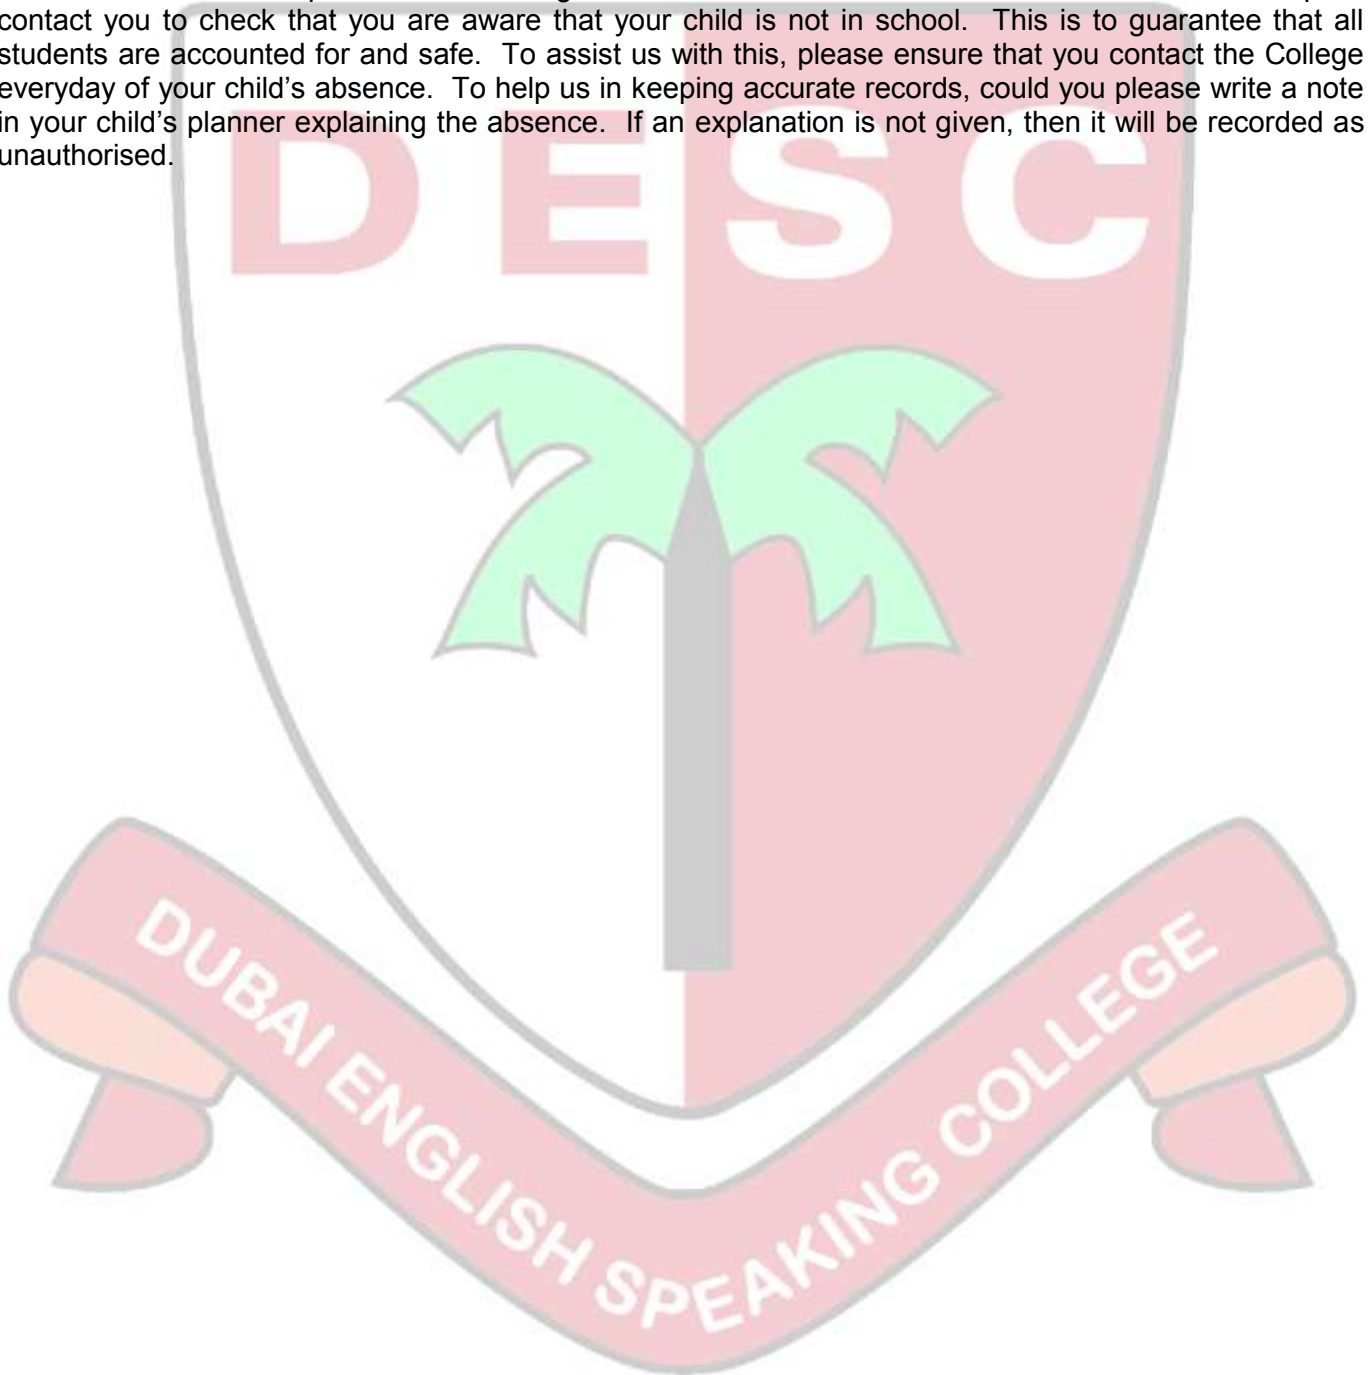 contact you to check that you are aware that your child is not in school. This is to guarantee that all
students are accounted for and safe. To assist us with this, please ensure that you contact the College
everyday of your child's absence. To help us in keeping accurate records, could you please write a note
in your child's planner explaining the absence. If an explanation is not given, then it will be recorded as
unauthorised.
DESC
DUBAI ENGLISH SPEAKING COLLEGE